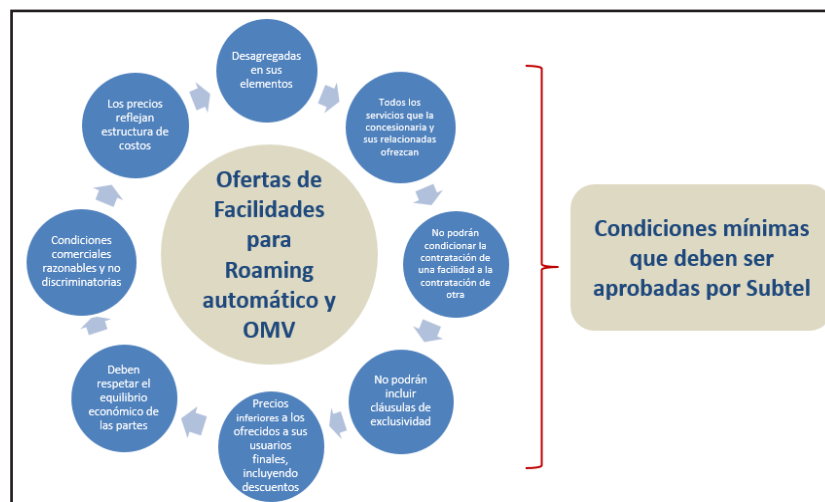 Desagregadas
en sus
elementos
Todos los
servicios que la
concesionaria y
sus relacionadas
ofrezcan
No podrán
condicionar la
contratación de
una facilidad a la
contratación de
otra
No podrán
incluir
cláusulas de
exclusividad
Precios
inferiores a los
ofrecidos a sus
usuarios
finales,
incluyendo
descuentos
Deben
respetar el
equilibrio
económico de
las partes
Condiciones
comerciales
razonables y no
discriminatorias
Los precios
reflejan
estructura de
costos
Ofertas de
Facilidades
para
Roaming
automático y
OMV
Condiciones mínimas
que deben ser
aprobadas por Subtel